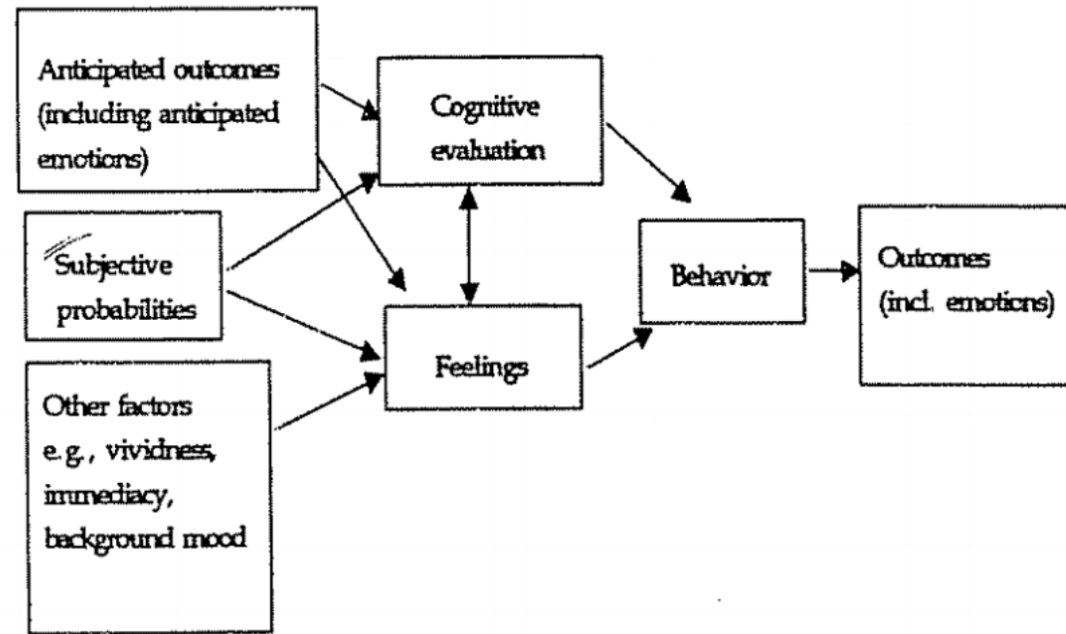 Anticipated outcomes
(including anticipated
emotions)
Cognitive
evaluation
Subjective
probabilities
Feelings
Behavior
Outcomes
(incl. emotions)
Other factors
e.g., vividness,
immediacy,
background mood